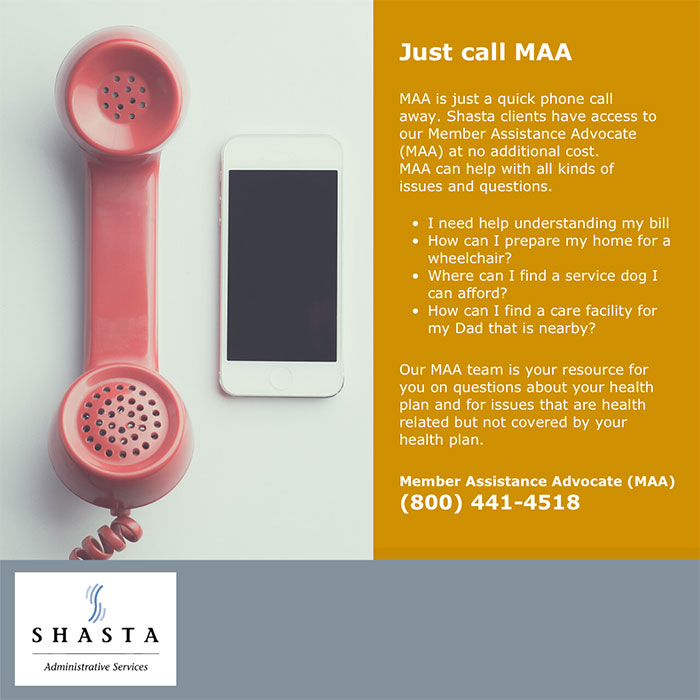 Just call MAA
MAA is just a quick phone call
away. Shasta clients have access to
our Member Assistance Advocate
(MAA) at no additional cost.
MAA can help with all kinds of
issues and questions.
• I need help understanding my bill
• How can I prepare my home for a
wheelchair?
• Where can I find a service dog I
can afford?
• How can I find a care facility for
my Dad that is nearby?
Our MAA team is your resource for
you on questions about your health
plan and for issues that are health
related but not covered by your
health plan.
Member Assistance Advocate (MAA)
(800) 441-4518
SHASTA
Administrative Services